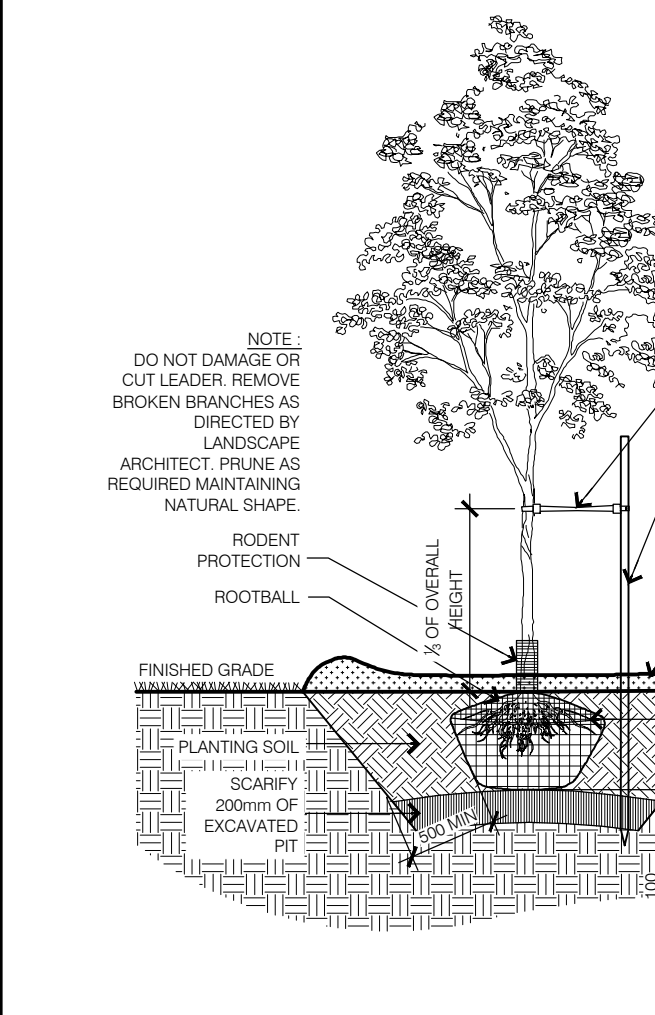 NOTE :
DO NOT DAMAGE OR
CUT LEADER. REMOVE
BROKEN BRANCHES AS
DIRECTED BY
LANDSCAPE
ARCHITECT. PRUNE AS
REQUIRED MAINTAINING
NATURAL SHAPE.
RODENT
PROTECTION
ROOTBALL
⅓ OF OVERALL
HEIGHT
FINISHED GRADE
PLANTING SOIL
SCARIFY
200mm OF
EXCAVATED
PIT
500 MIN
100